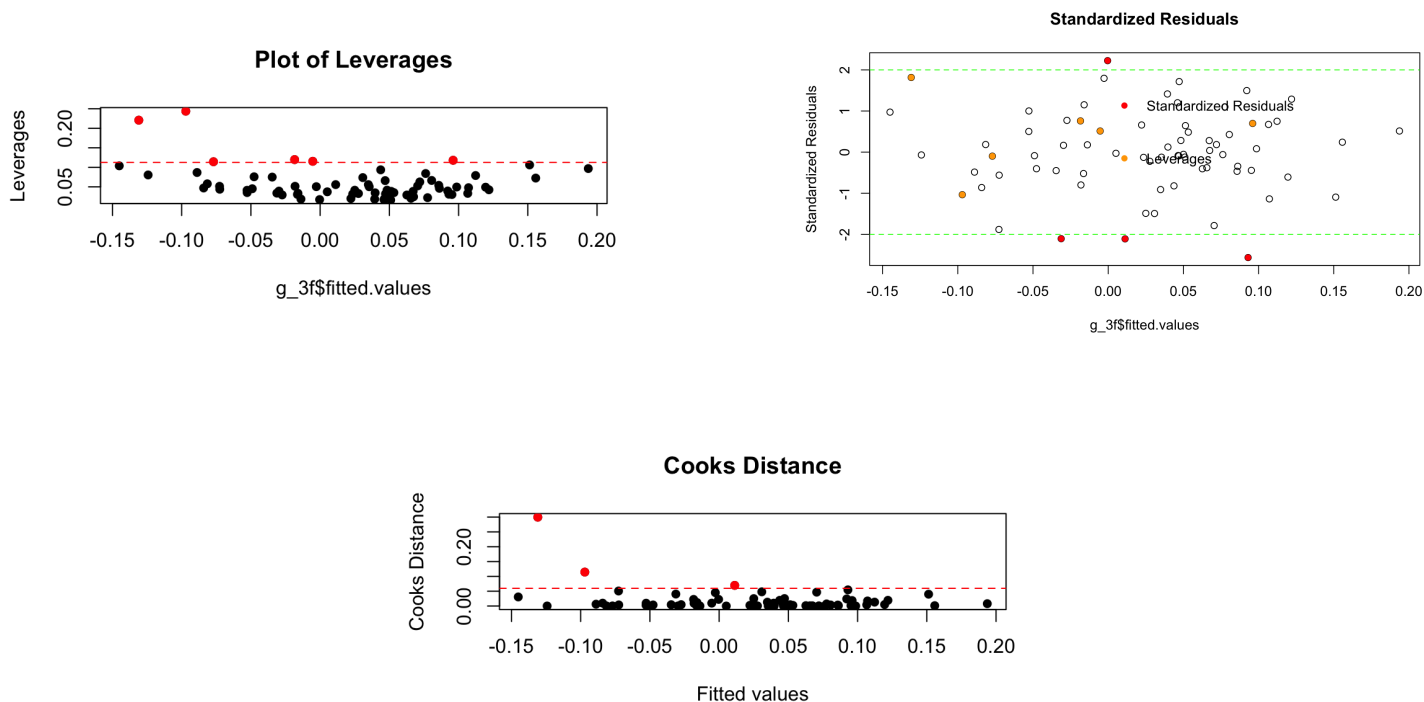 Plot of Leverages
Leverages
0.20
0.05
-0.15 -0.10 -0.05 0.00 0.05 0.10 0.15 0.20
g_3f$fitted.values
Standardized Residuals
Standardized Residuals
2
1
0
-1
-2
Standardized Residuals
Leverages
-0.15 -0.10 -0.05 0.00 0.05 0.10 0.15 0.20
g_3f$fitted.values
Cooks Distance
Cooks Distance
0.20
0.00
-0.15 -0.10 -0.05 0.00 0.05 0.10 0.15 0.20
Fitted values